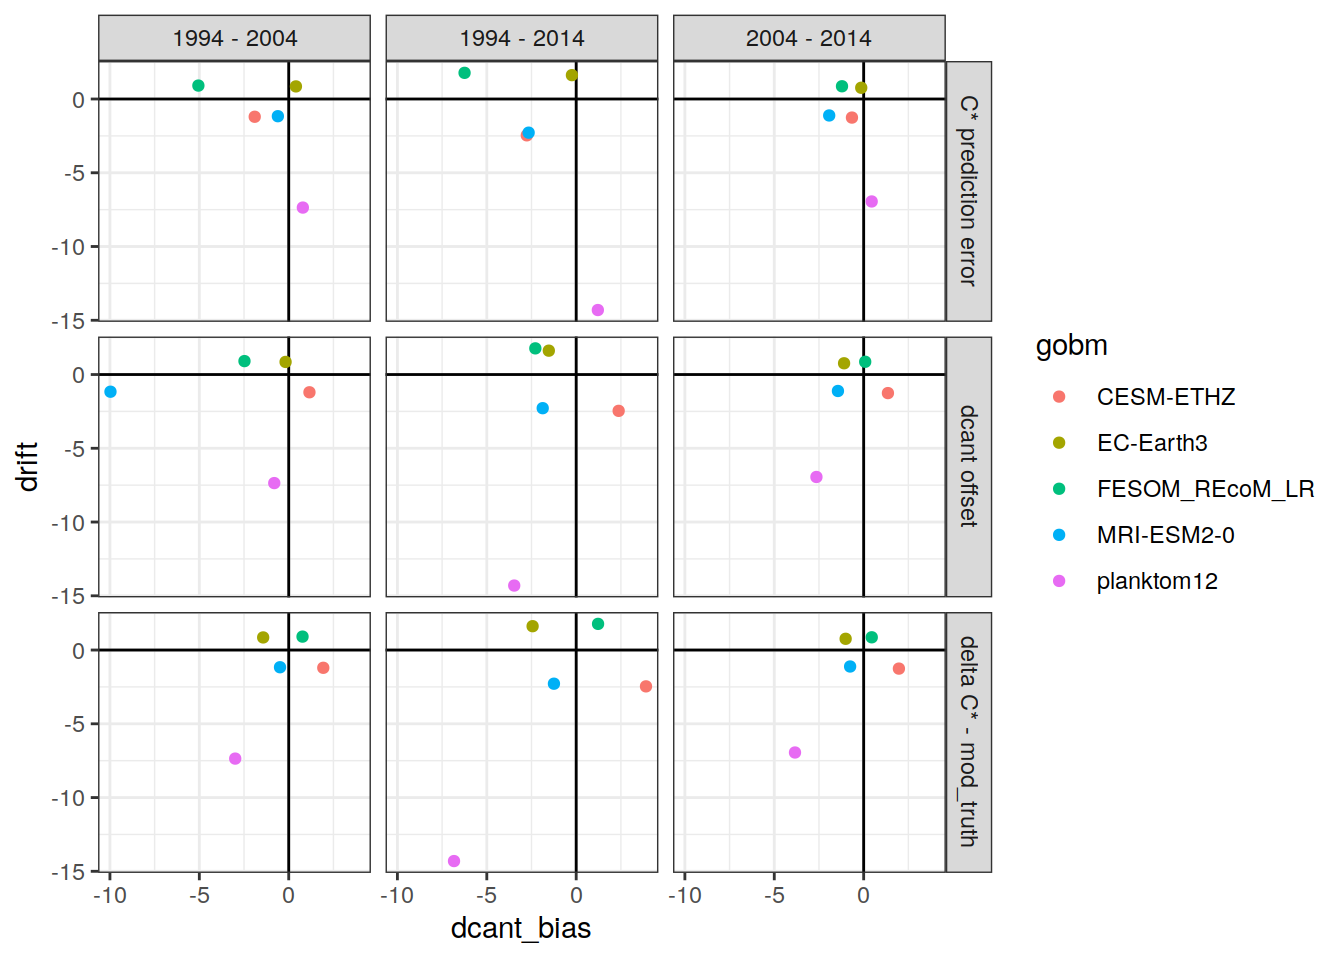 1994 - 2004
1994 - 2014
2004 - 2014
0
-5
-10
-15
C* prediction error
0
-5
-10
-15
dcant offset
0
-5
-10
-15
delta C* - mod_truth
-10
-5
0
-10
-5
0
-10
-5
0
dcant_bias
drift
gobm
CESM-ETHZ
EC-Earth3
FESOM_REcoM_LR
MRI-ESM2-0
planktom12